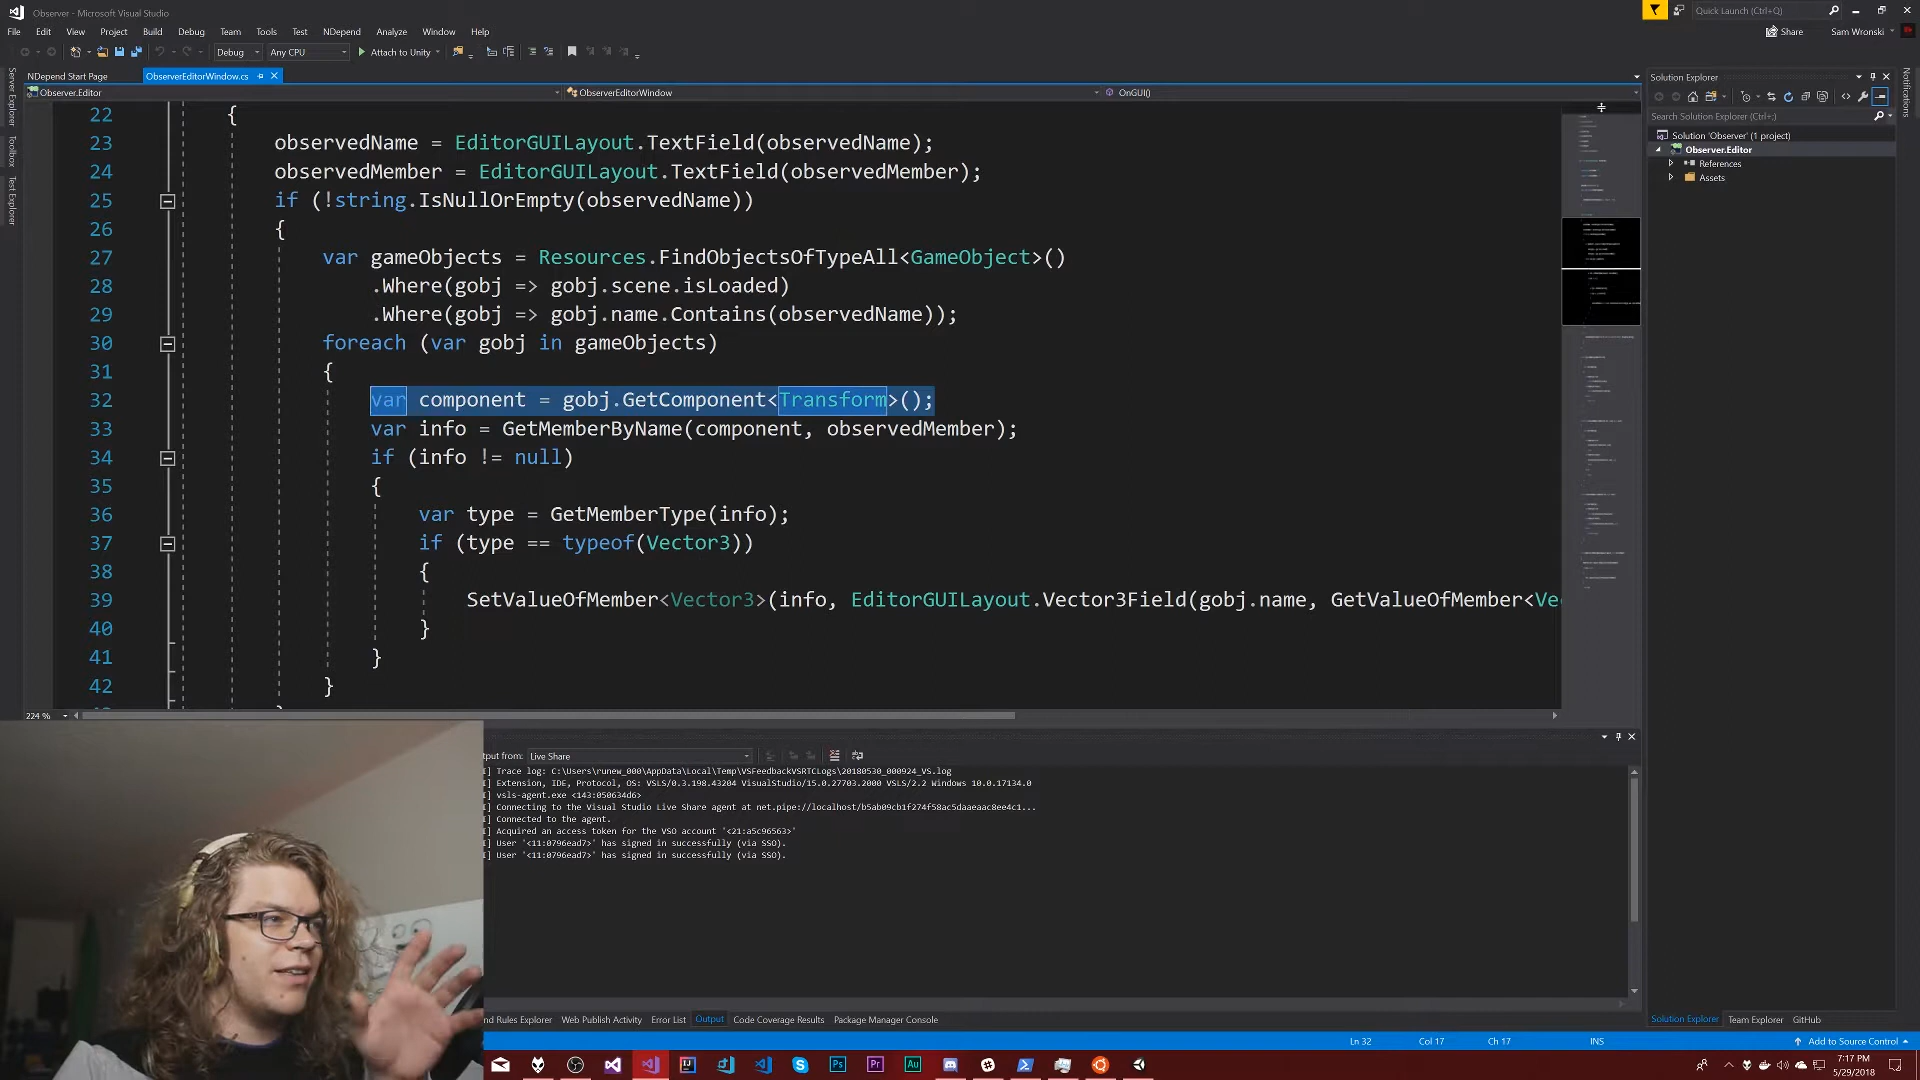 Observer - Microsoft Visual Studio
Quick Launch (Ctrl+Q)
File Edit View Project Build Debug Team Tools Test NDepend Analyze Window Help
Share
Sam Wronski
Debug
Any CPU
Attach to Unity
Server Explorer
Toolbox
Test Explorer
NDepend Start Page
ObserverEditorWindow.cs
Observer.Editor
ObserverEditorWindow
OnGUI()
22 {
23 observedName = EditorGUILayout.TextField(observedName);
24 observedMember = EditorGUILayout.TextField(observedMember);
25 if (!string.IsNullOrEmpty(observedName))
26 {
27 var gameObjects = Resources.FindObjectsOfTypeAll<GameObject>()
28 .Where(gobj => gobj.scene.isLoaded)
29 .Where(gobj => gobj.name.Contains(observedName));
30 foreach (var gobj in gameObjects)
31 {
32 var component = gobj.GetComponent<Transform>();
33 var info = GetMemberByName(component, observedMember);
34 if (info != null)
35 {
36 var type = GetMemberType(info);
37 if (type == typeof(Vector3))
38 {
39 SetValueOfMember<Vector3>(info, EditorGUILayout.Vector3Field(gobj.name, GetValueOfMember<Ve
40 }
41 }
42 }
224 %
Solution Explorer
Search Solution Explorer (Ctrl+;)
Solution 'Observer' (1 project)
Observer.Editor
References
Assets
Notifications
tput from: Live Share
] Trace log: C:\Users\runew_000\AppData\Local\Temp\VSFeedbackVSRTCLogs\20180530_000924_VS.log
] Extension, IDE, Protocol, OS: VSLS/0.3.198.43204 VisualStudio/15.0.27703.2000 VSLS/2.2 Windows 10.0.17134.0
] vsls-agent.exe <143:050634d6>
] Connecting to the Visual Studio Live Share agent at net.pipe://localhost/b5ab09cb1f274f58ac5daaeaac8ee4c1...
] Connected to the agent.
] Acquired an access token for the VSO account '<21:a5c96563>'
] User '<11:0796ead7>' has signed in successfully (via SSO).
] User '<11:0796ead7>' has signed in successfully (via SSO).
nd Rules Explorer Web Publish Activity Error List Output Code Coverage Results Package Manager Console
Solution Explorer Team Explorer GitHub
Ln 32 Col 17 Ch 17 INS
Add to Source Control
7:17 PM
5/29/2018